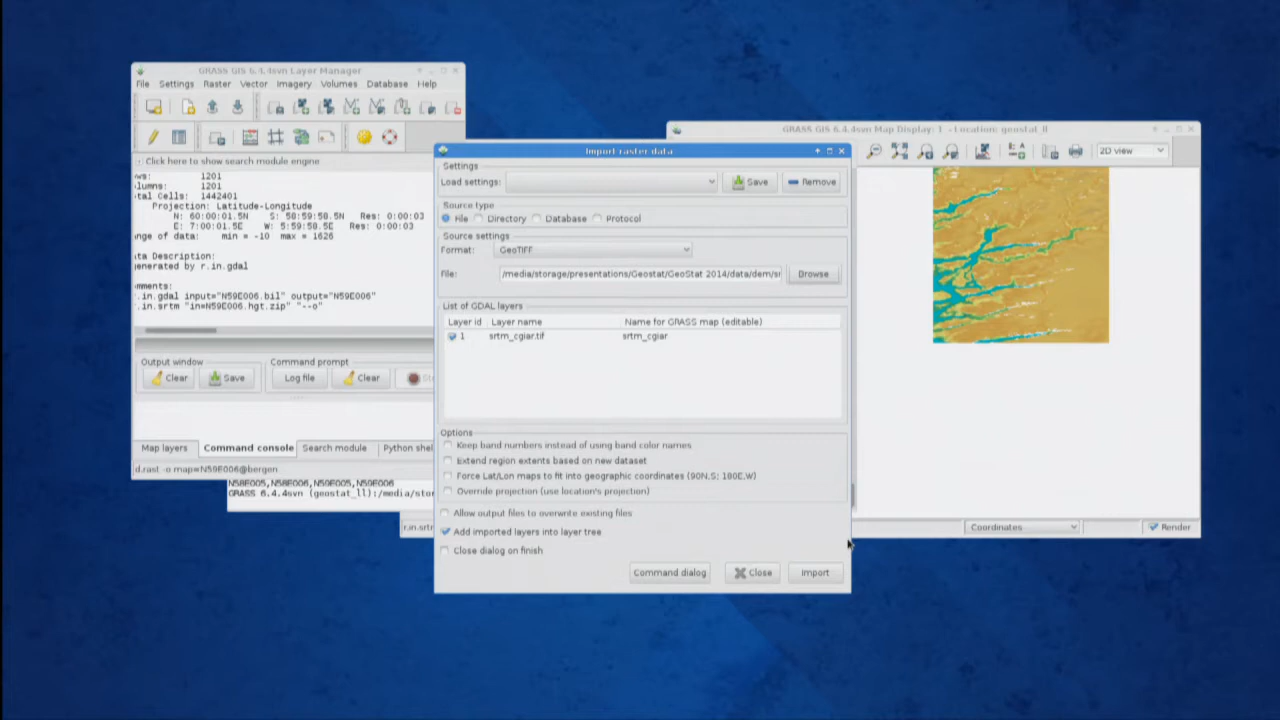 GRASS GIS 6.4.4svn Layer Manager
File Settings Raster Vector Imagery Volumes Database Help
Click here to show search module engine
ws: 1201
lumns: 1201
tal Cells: 1442401
Projection: Latitude-Longitude
N: 60:00:01.5N S: 58:59:58.5N Res: 0:00:03
E: 7:00:01.5E W: 5:59:58.5E Res: 0:00:03
nge of data: min = -10 max = 1626
ata Description:
generated by r.in.gdal
mments:
r.in.gdal input="N59E006.bil" output="N59E006"
r.in.srtm "in=N59E006.hgt.zip" "--o"
Output window
Command prompt
Clear Save Log file Clear
Map layers Command console Search module Python shel
d.rast -o map=N59E006@bergen
N58E005,N58E006,N59E005,N59E006
GRASS 6.4.4svn (geostat_ll):/media/stor
r.in.srtr
Import raster data
Settings
Load settings: Save Remove
Source type
File Directory Database Protocol
Source settings
Format: GeoTIFF
File: /media/storage/presentations/Geostat/GeoStat 2014/data/dem/sr Browse
List of GDAL layers
Layer id Layer name Name for GRASS map (editable)
1 srtm_cgiar.tif srtm_cgiar
Options
Keep band numbers instead of using band color names
Extend region extents based on new dataset
Force Lat/Lon maps to fit into geographic coordinates (90N,S; 180E,W)
Override projection (use location's projection)
Allow output files to overwrite existing files
Add imported layers into layer tree
Close dialog on finish
Command dialog Close Import
GRASS GIS 6.4.4svn Map Display: 1 - Location: geostat_ll
2D view
Coordinates Render